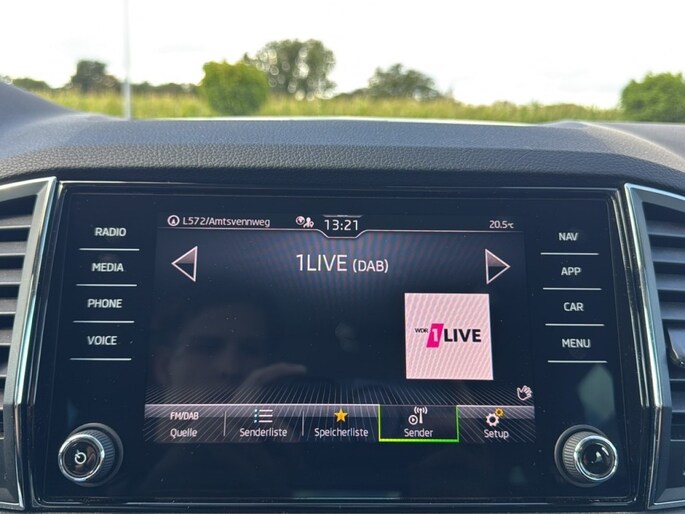 L572/Amtsvennweg 13:21 20.5°C
RADIO
MEDIA
PHONE
VOICE
1LIVE (DAB)
WDR 1LIVE
NAV
APP
CAR
MENU
FM/DAB
Quelle
Senderliste
Speicherliste
Sender
Setup